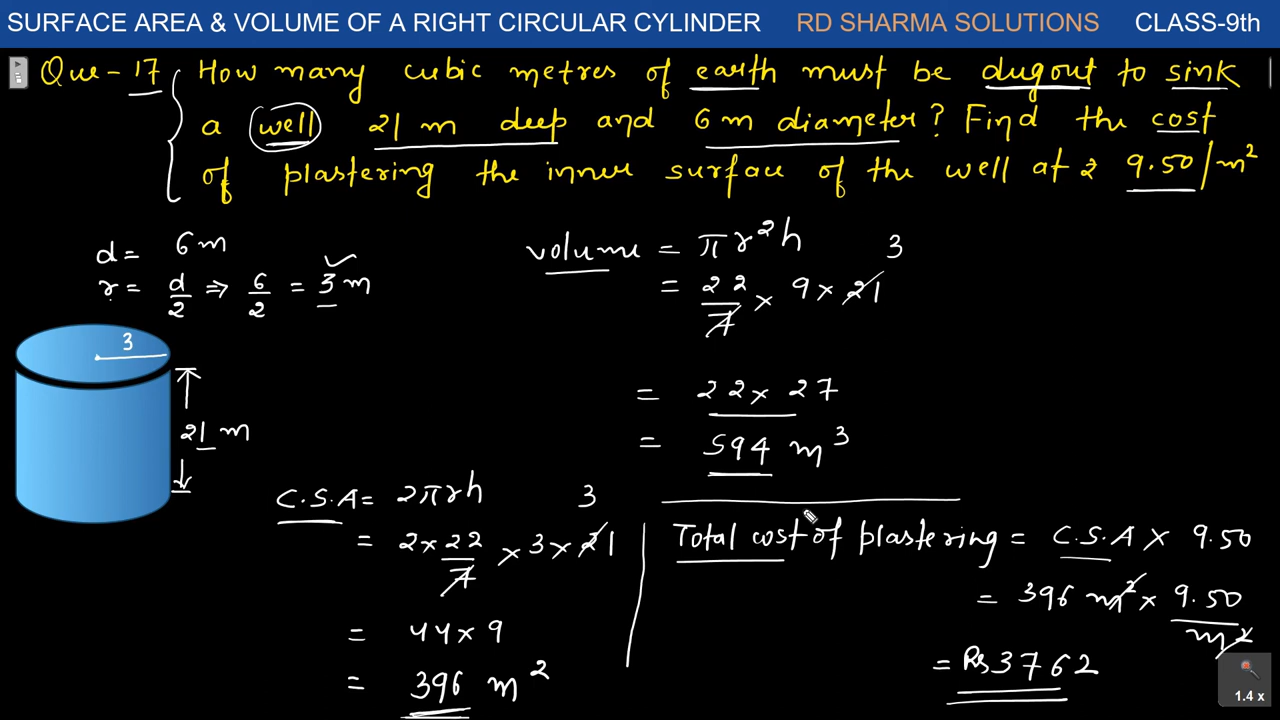 SURFACE AREA & VOLUME OF A RIGHT CIRCULAR CYLINDER RD SHARMA SOLUTIONS CLASS-9th
Que-17 How many cubic metres of earth must be dugout to sink
a well 21 m deep and 6 m diameter? Find the cost
of plastering the inner surface of the well at 2 9.50/m²
d = 6 m
r = d/2 ⇒ 6/2 = 3 m
3
21 m
volume = πr²h
3
= 22/7 × 9 × 21
= 22 × 27
= 594 m³
C.S.A = 2πrh
3
= 2 × 22/7 × 3 × 21
= 44 × 9
= 396 m²
Total cost of plastering = C.S.A × 9.50
= 396 m² × 9.50/m²
= Rs 3762
1.4 x